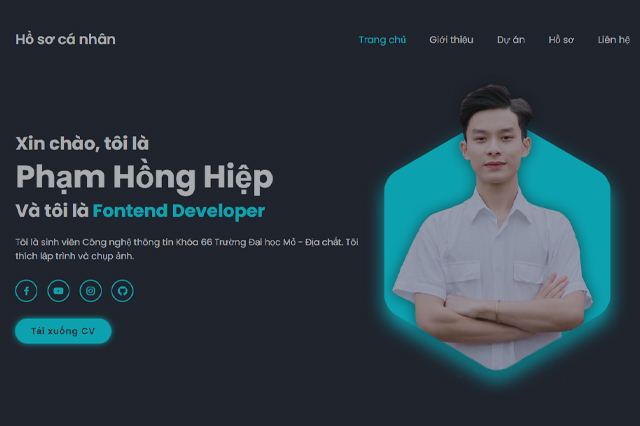 Hồ sơ cá nhân
Trang chủ Giới thiệu Dự án Hồ sơ Liên hệ
Xin chào, tôi là
Phạm Hồng Hiệp
Và tôi là Fontend Developer
Tôi là sinh viên Công nghệ thông tin Khóa 66 Trường Đại học Mỏ - Địa chất. Tôi
thích lập trình và chụp ảnh.
Tải xuống CV